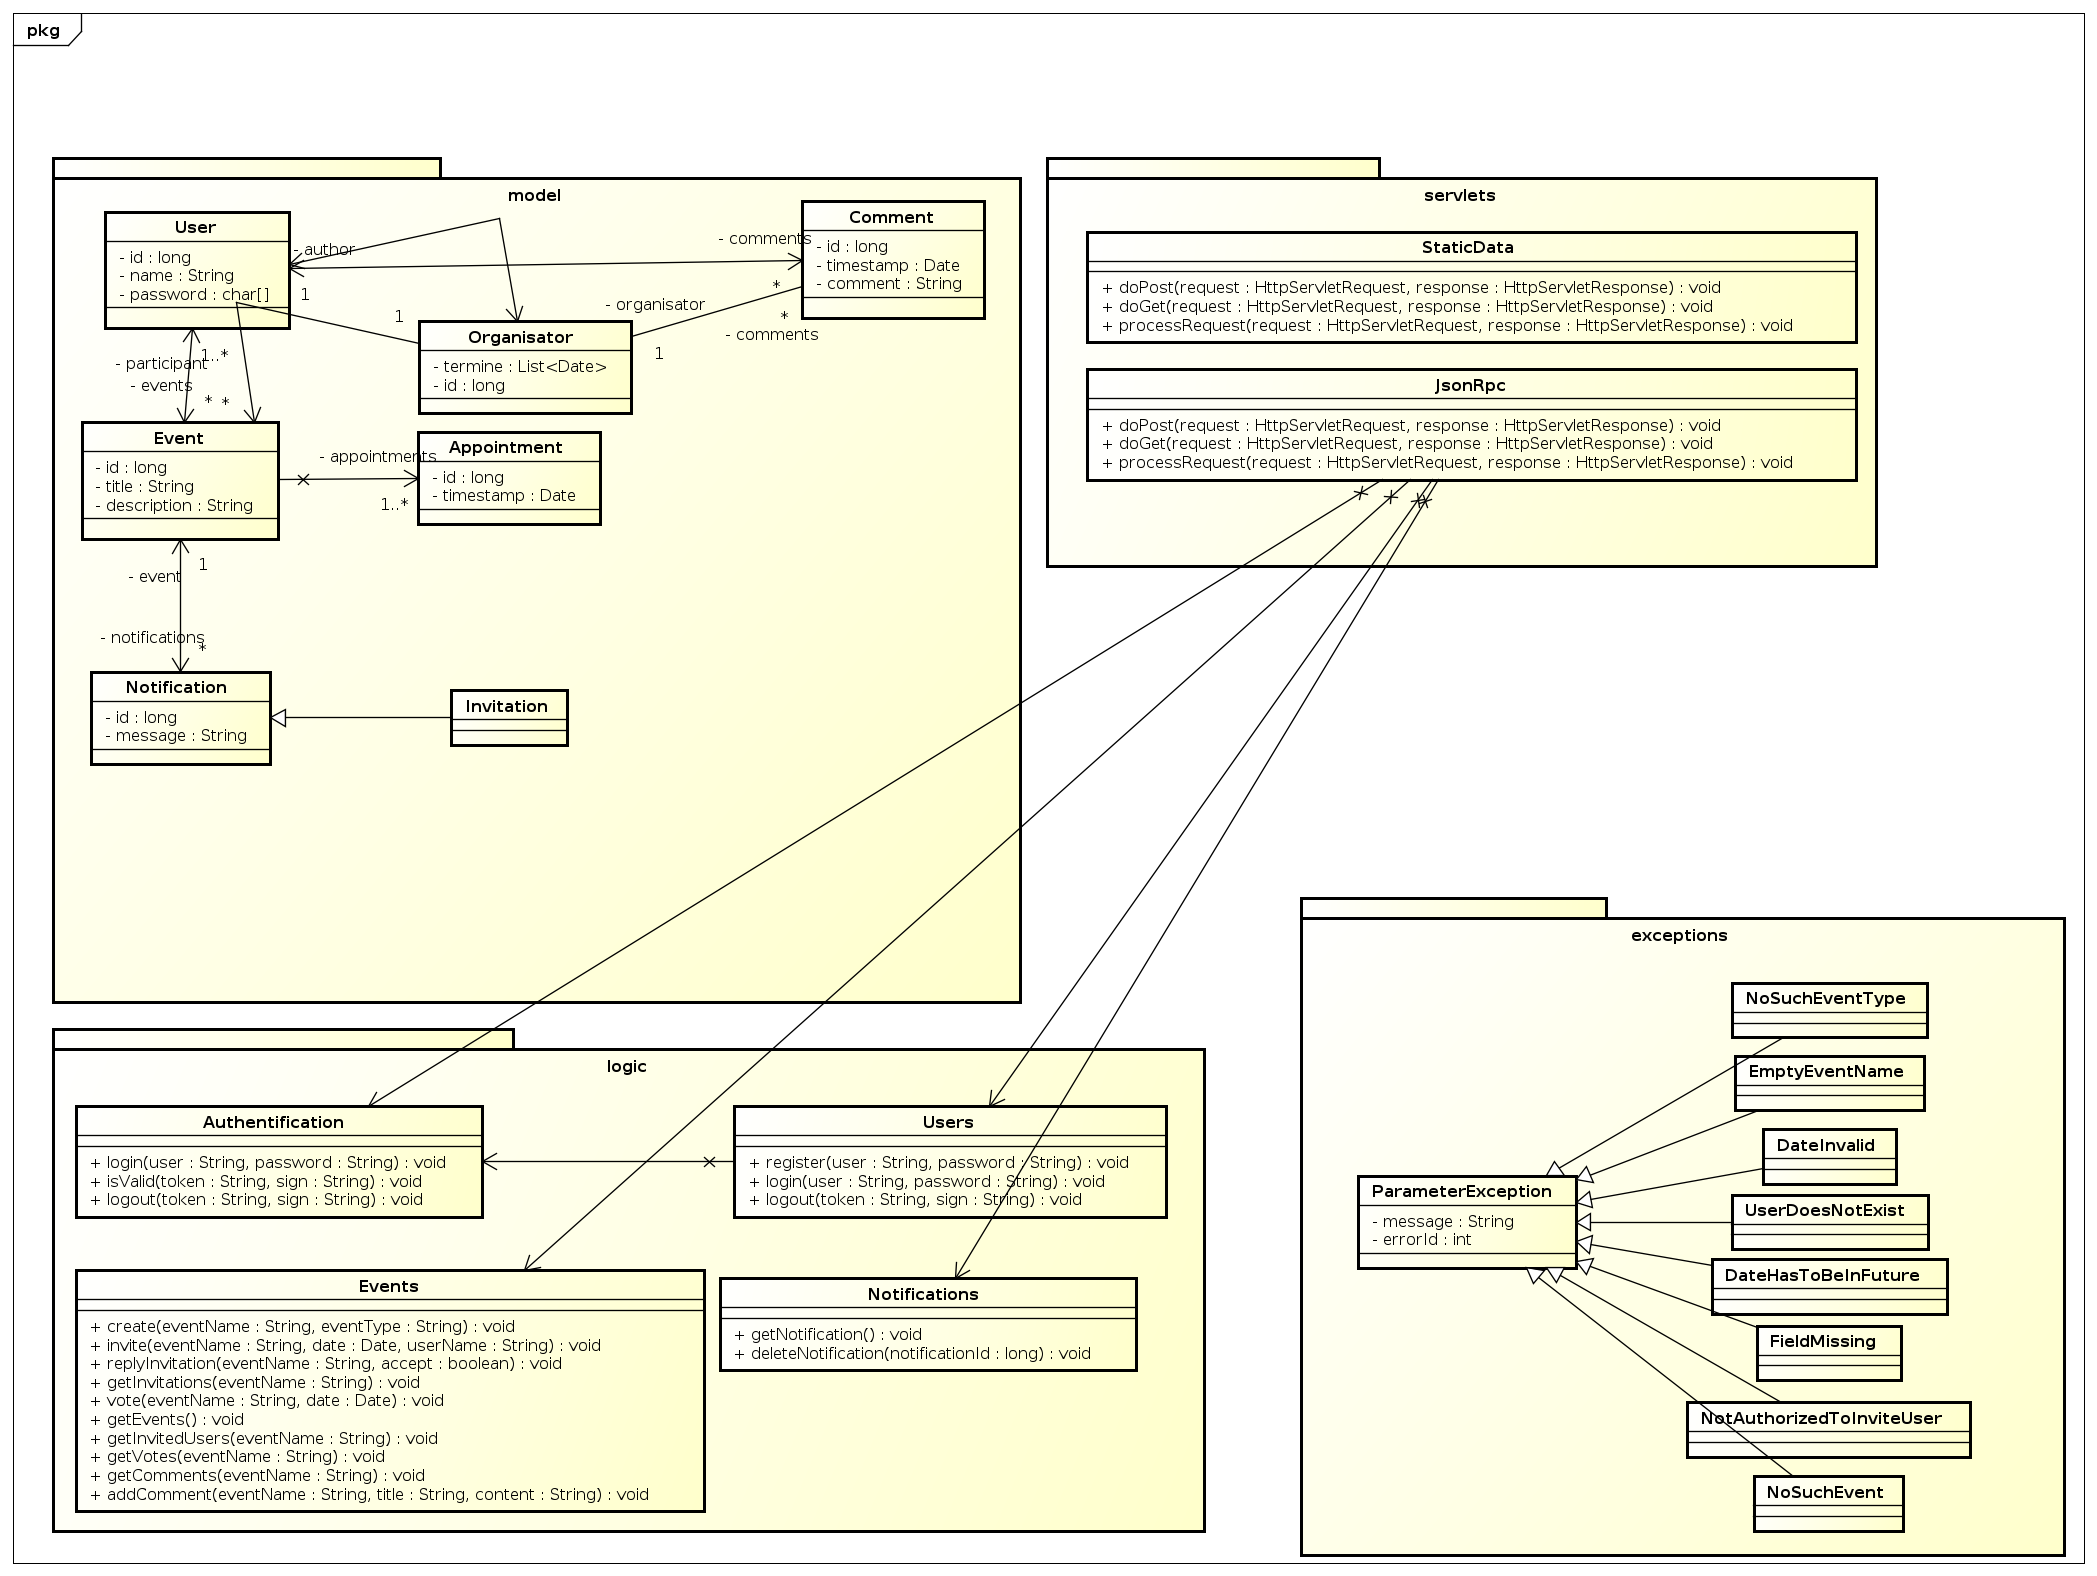 pkg
model
User
- id : long
- name : String
- password : char[]
- author
1
- comments
*
Comment
- id : long
- timestamp : Date
- comment : String
- organisator
1
*
- comments
1
Organisator
- termine : List<Date>
- id : long
1..*
- participant
- events
* *
Event
- id : long
- title : String
- description : String
- appointments
1..*
Appointment
- id : long
- timestamp : Date
1
- event
- notifications
*
Notification
- id : long
- message : String
Invitation
servlets
StaticData
+ doPost(request : HttpServletRequest, response : HttpServletResponse) : void
+ doGet(request : HttpServletRequest, response : HttpServletResponse) : void
+ processRequest(request : HttpServletRequest, response : HttpServletResponse) : void
JsonRpc
+ doPost(request : HttpServletRequest, response : HttpServletResponse) : void
+ doGet(request : HttpServletRequest, response : HttpServletResponse) : void
+ processRequest(request : HttpServletRequest, response : HttpServletResponse) : void
logic
Authentification
+ login(user : String, password : String) : void
+ isValid(token : String, sign : String) : void
+ logout(token : String, sign : String) : void
Users
+ register(user : String, password : String) : void
+ login(user : String, password : String) : void
+ logout(token : String, sign : String) : void
Events
+ create(eventName : String, eventType : String) : void
+ invite(eventName : String, date : Date, userName : String) : void
+ replyInvitation(eventName : String, accept : boolean) : void
+ getInvitations(eventName : String) : void
+ vote(eventName : String, date : Date) : void
+ getEvents() : void
+ getInvitedUsers(eventName : String) : void
+ getVotes(eventName : String) : void
+ getComments(eventName : String) : void
+ addComment(eventName : String, title : String, content : String) : void
Notifications
+ getNotification() : void
+ deleteNotification(notificationId : long) : void
exceptions
NoSuchEventType
EmptyEventName
DateInvalid
ParameterException
- message : String
- errorId : int
UserDoesNotExist
DateHasToBeInFuture
FieldMissing
NotAuthorizedToInviteUser
NoSuchEvent